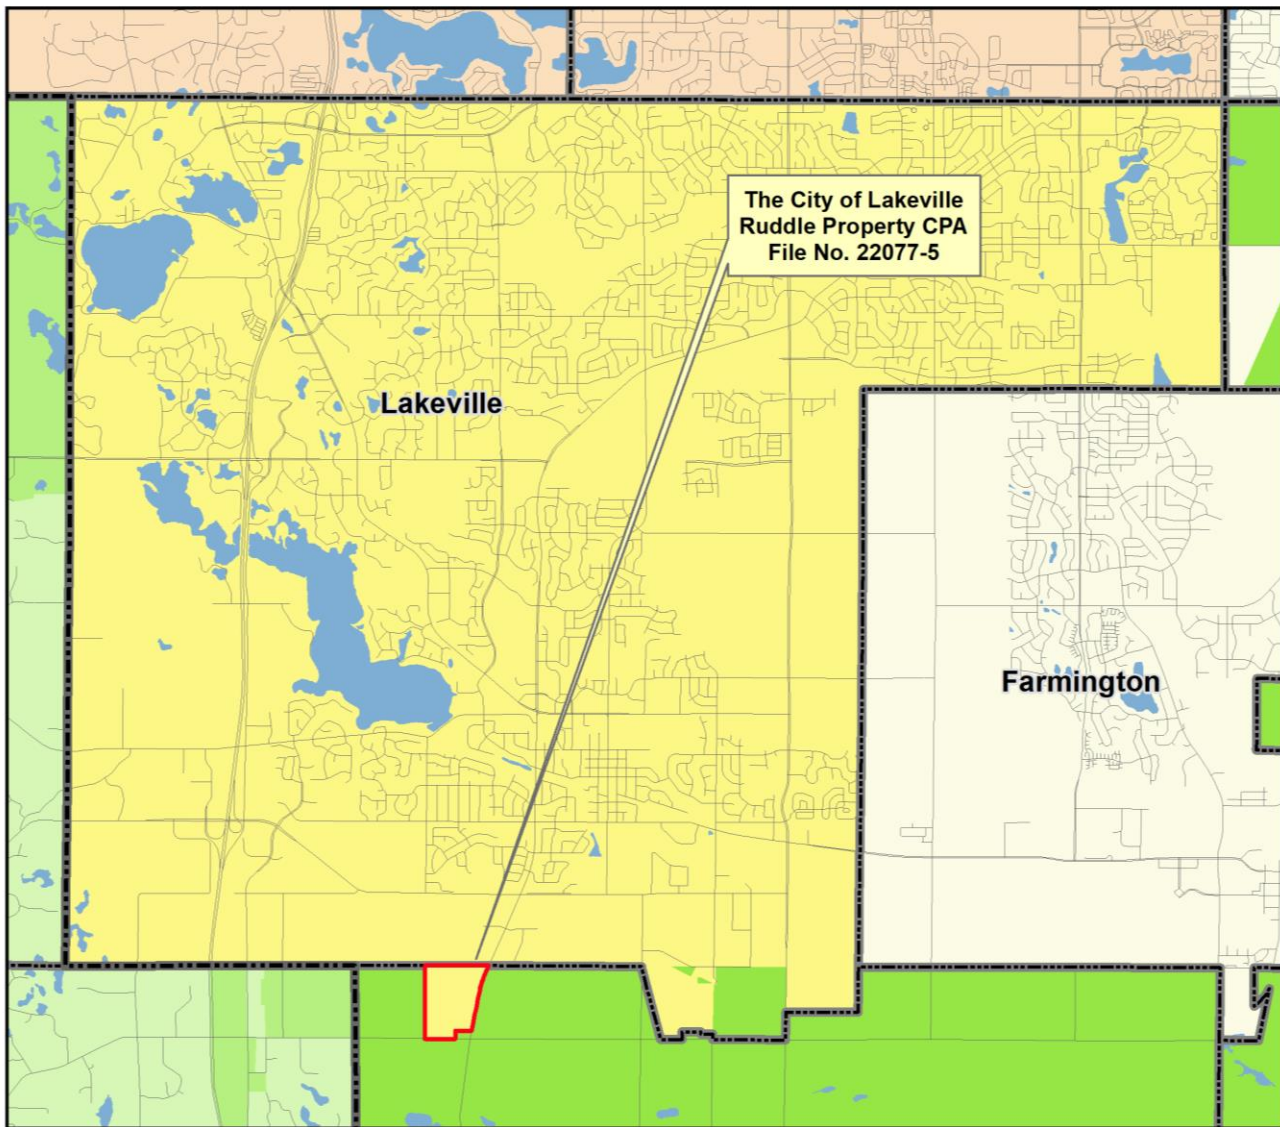 The City of Lakeville
Ruddle Property CPA
File No. 22077-5
Lakeville
Farmington